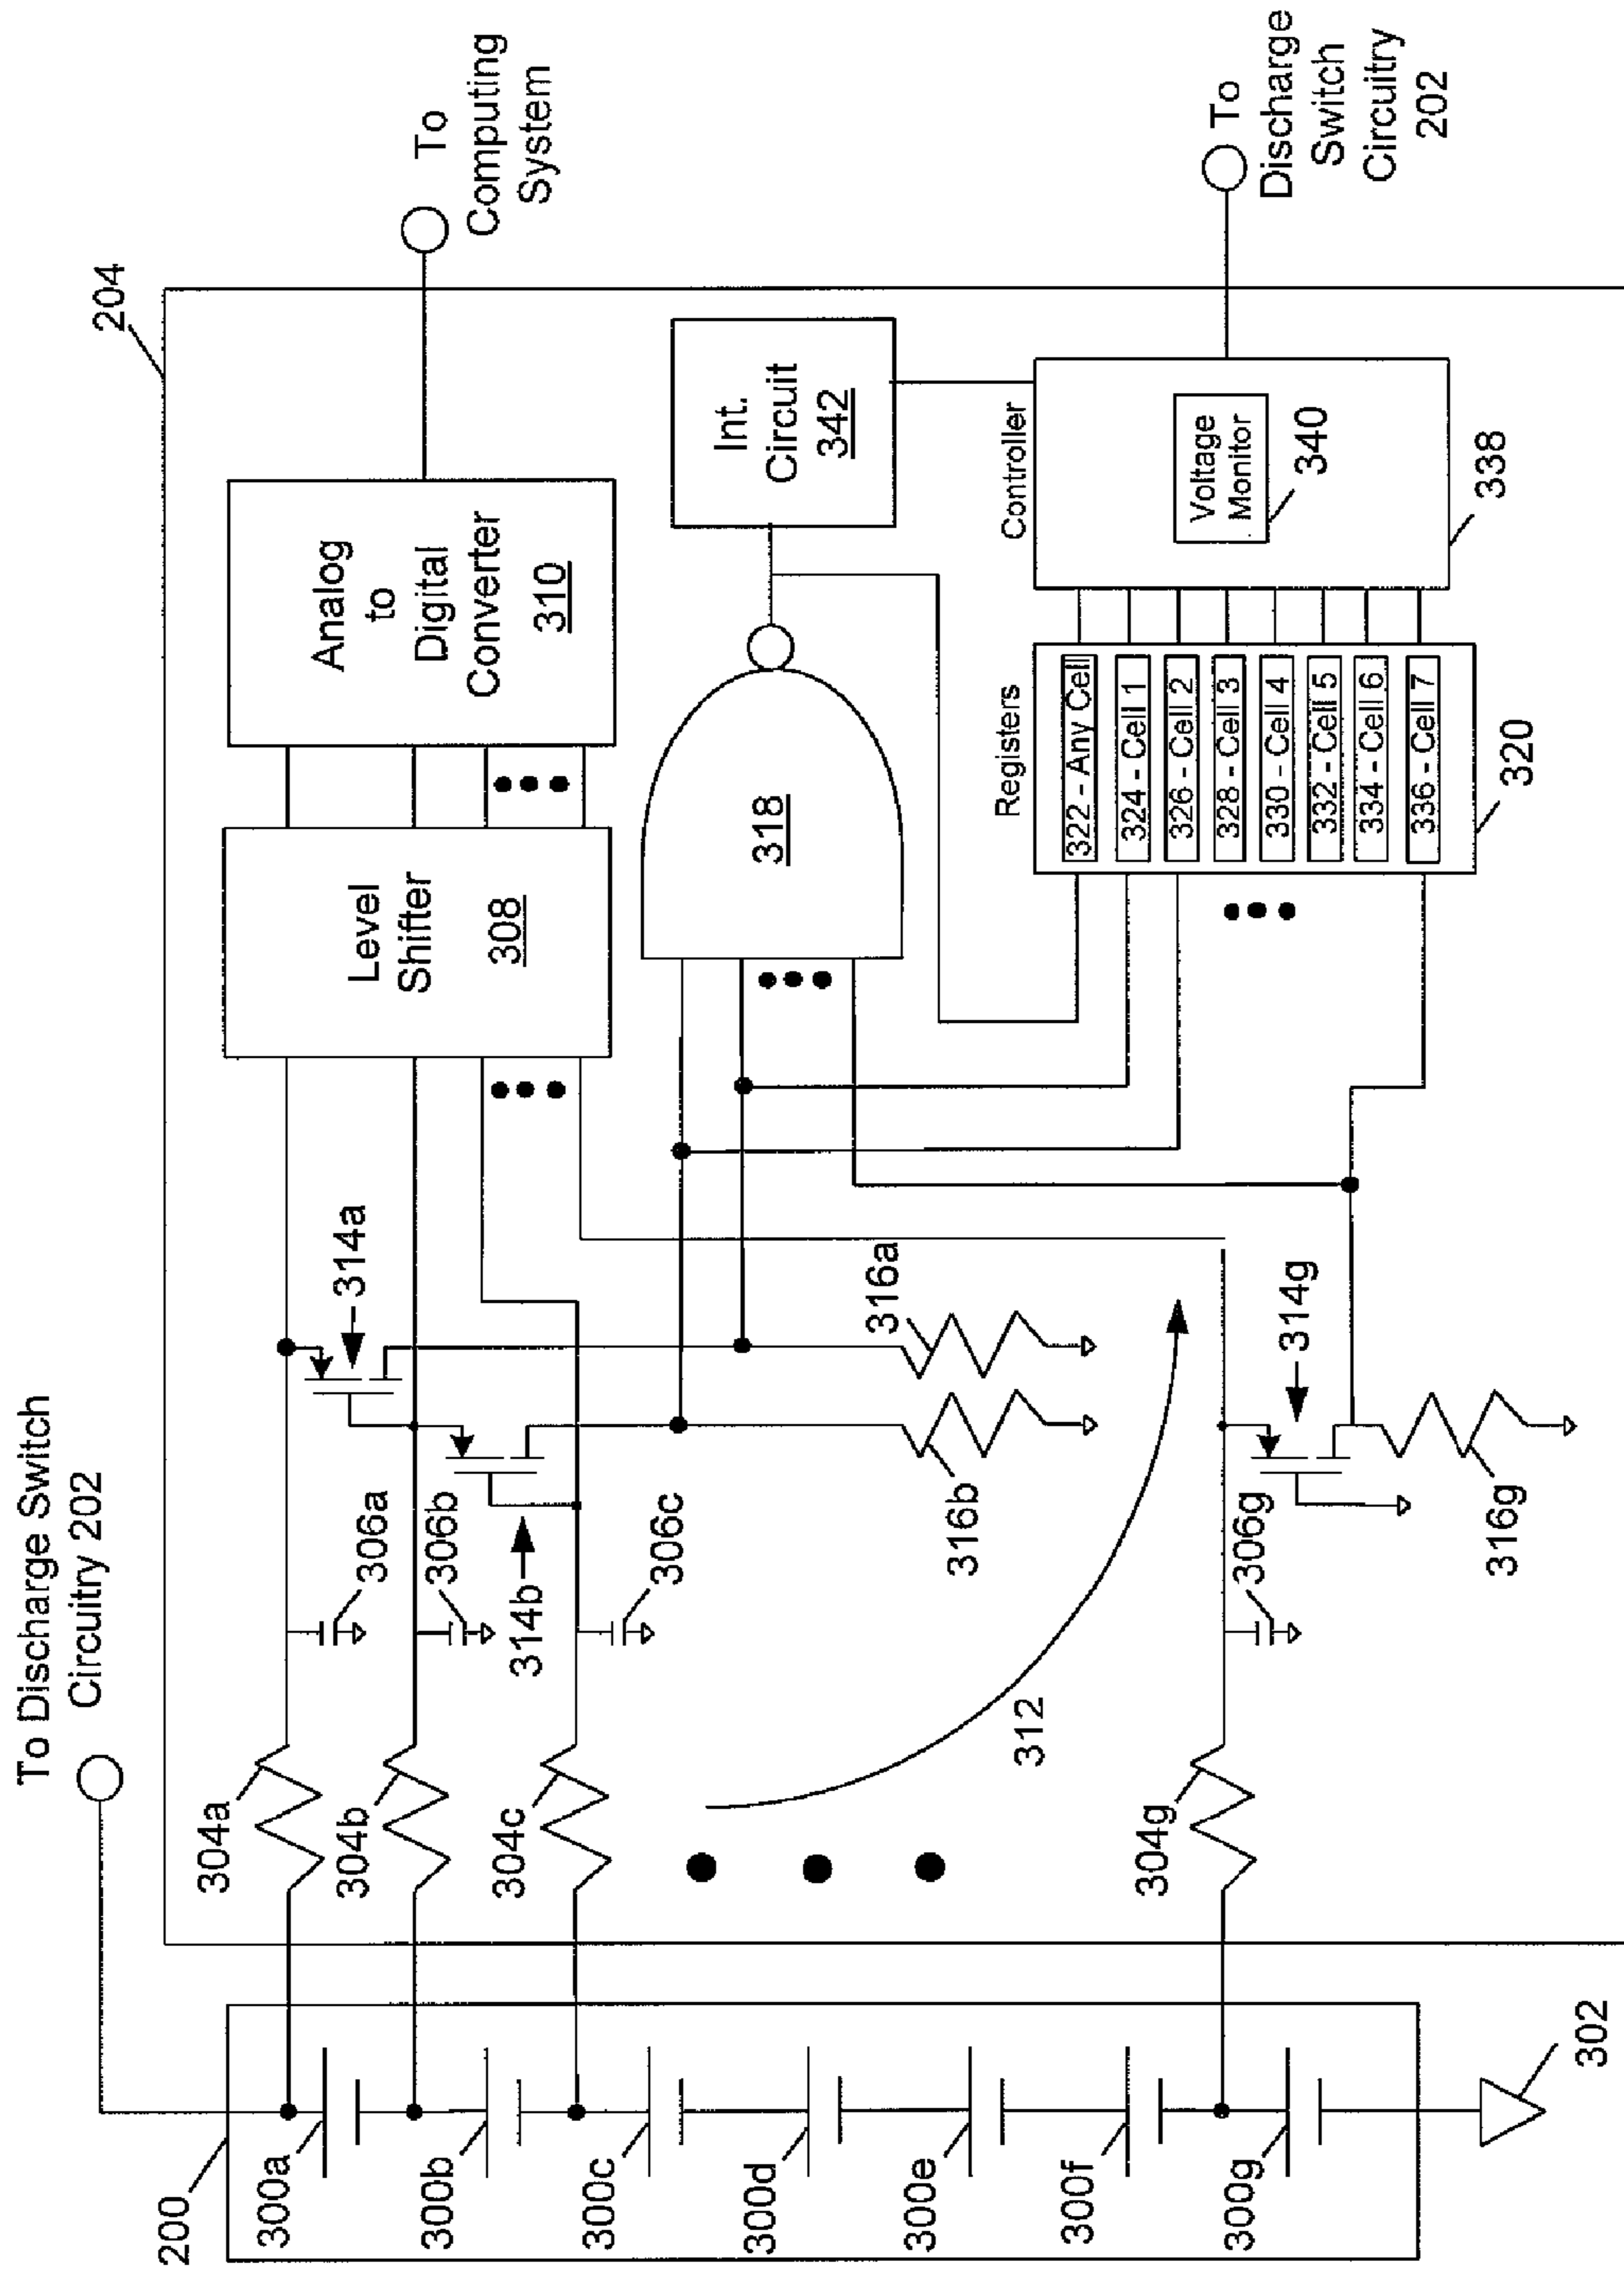 To Discharge Switch
Circuitry 202
204
To
Computing
System
200
300a
300b
300c
300d
300e
300f
300g
302
304a
304b
304c
304g
306a
306b
306c
306g
314a
314b
314g
312
316a
316b
316g
Level
Shifter
308
Analog
to
Digital
Converter
310
318
Int.
Circuit
342
Registers
322 - Any Cell
324 - Cell 1
326 - Cell 2
328 - Cell 3
330 - Cell 4
332 - Cell 5
334 - Cell 6
336 - Cell 7
320
Controller
Voltage
Monitor
340
338
To
Discharge
Switch
Circuitry
202